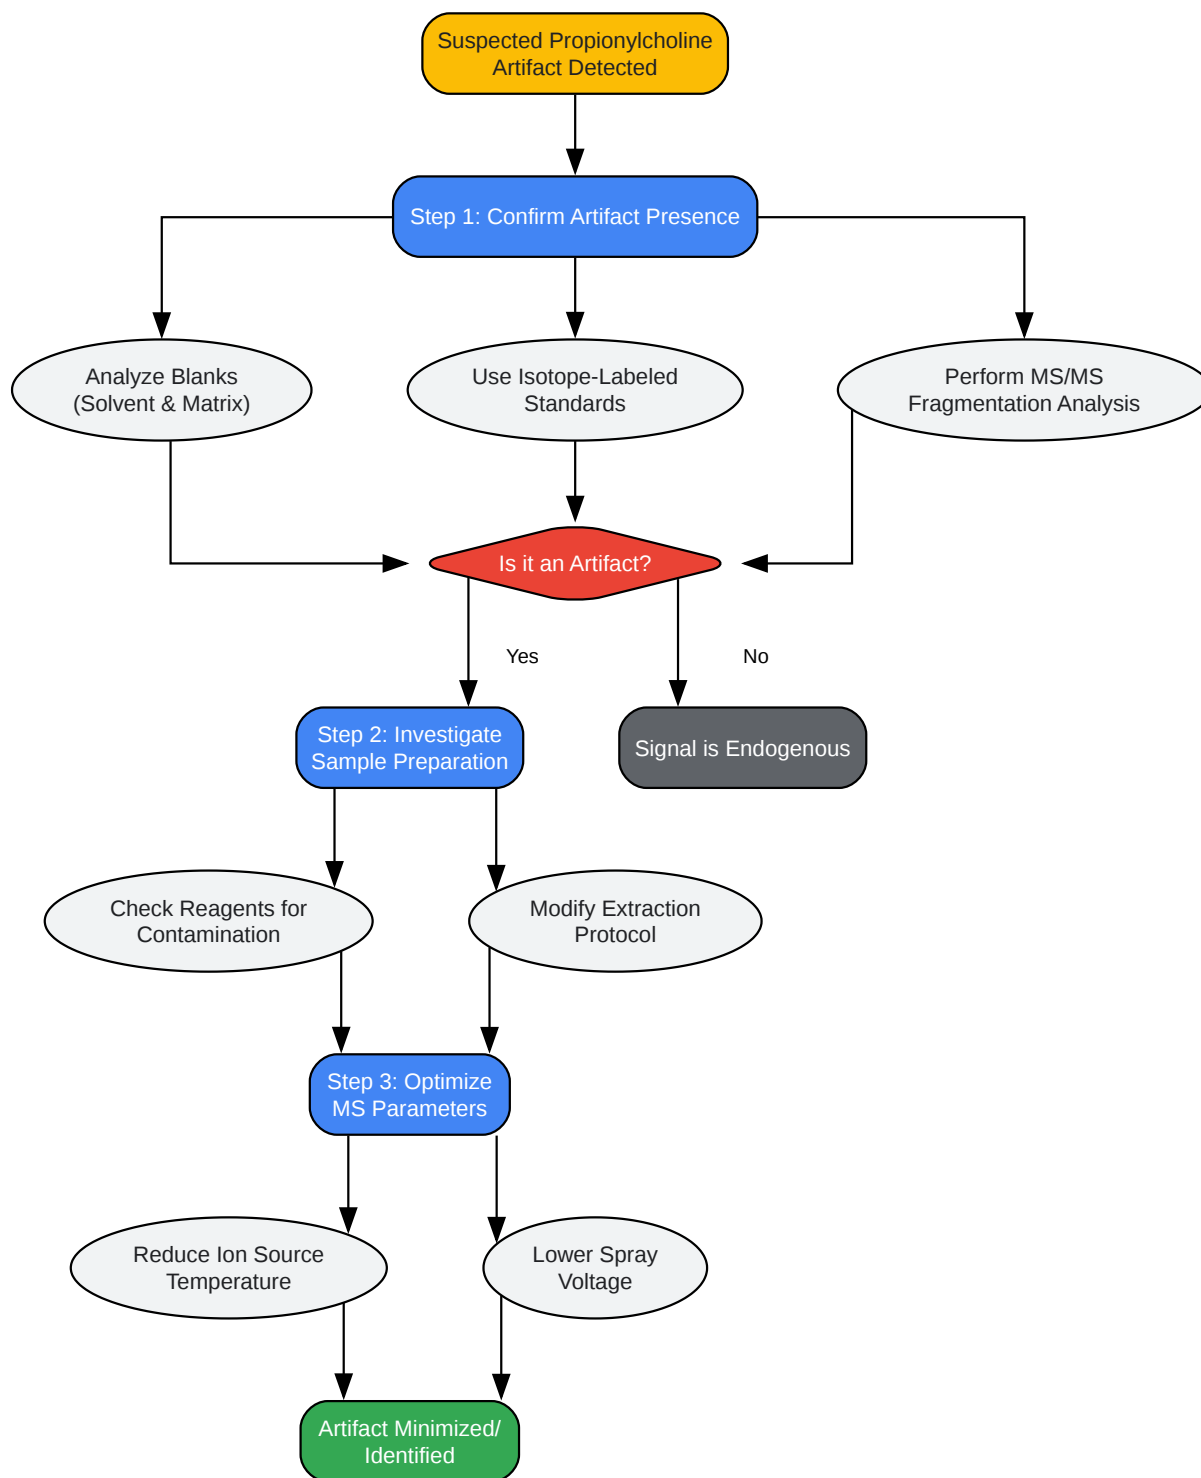 Suspected Propionylcholine
Artifact Detected
Step 1: Confirm Artifact Presence
Analyze Blanks
(Solvent & Matrix)
Use Isotope-Labeled
Standards
Perform MS/MS
Fragmentation Analysis
Is it an Artifact?
Yes
No
Step 2: Investigate
Sample Preparation
Signal is Endogenous
Check Reagents for
Contamination
Modify Extraction
Protocol
Step 3: Optimize
MS Parameters
Reduce Ion Source
Temperature
Lower Spray
Voltage
Artifact Minimized/
Identified